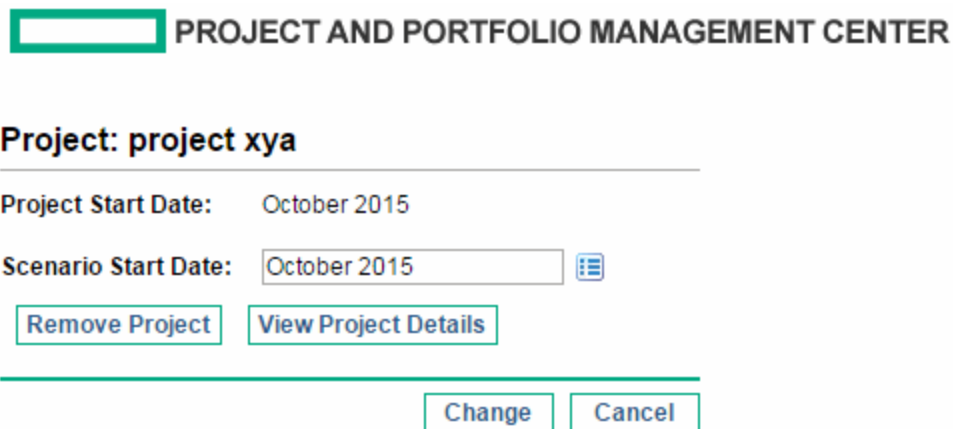 PROJECT AND PORTFOLIO MANAGEMENT CENTER
Project: project xya
Project Start Date: October 2015
Scenario Start Date: October 2015
Remove Project View Project Details
Change Cancel